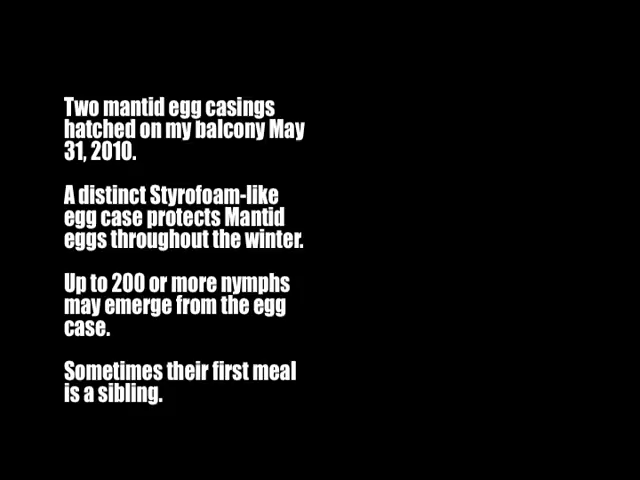 Two mantid egg casings
hatched on my balcony May
31, 2010.
A distinct Styrofoam-like
egg case protects Mantid
eggs throughout the winter.
Up to 200 or more nymphs
may emerge from the egg
case.
Sometimes their first meal
is a sibling.